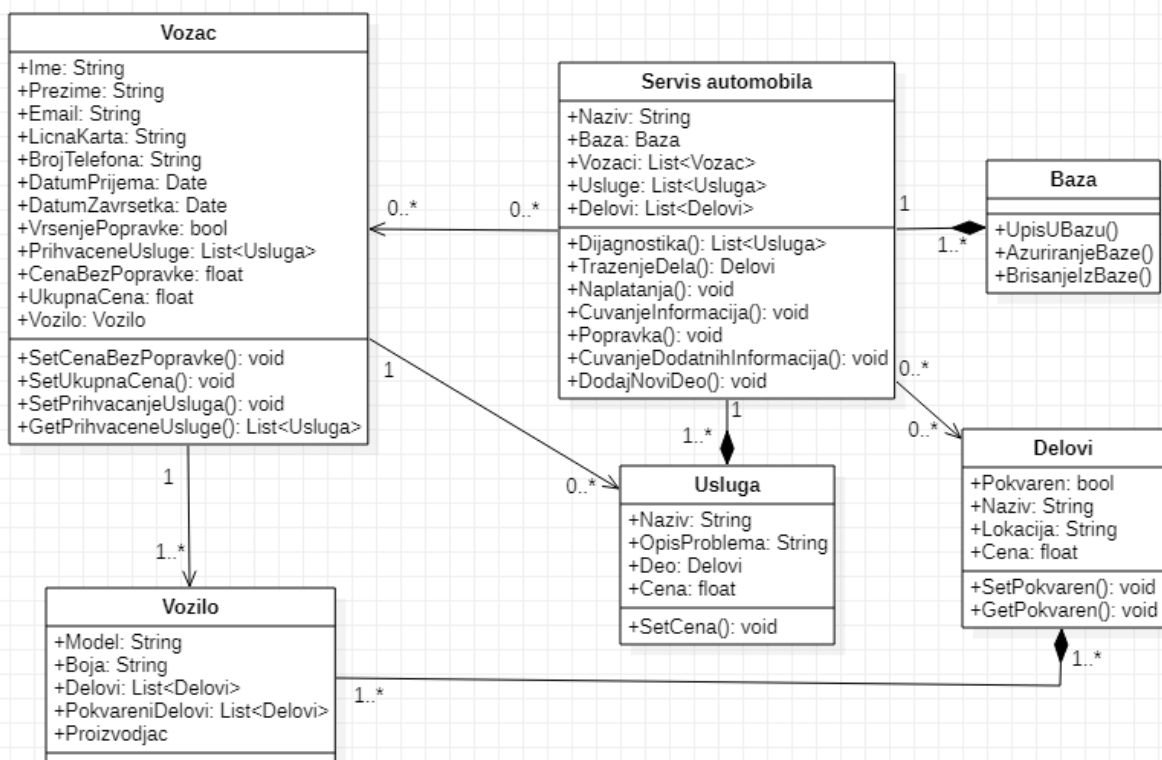 Vozac
+Ime: String
+Prezime: String
+Email: String
+LicnaKarta: String
+BrojTelefona: String
+DatumPrijema: Date
+DatumZavrsetka: Date
+VrsenjePopravke: bool
+PrihvaceneUsluge: List<Usluga>
+CenaBezPopravke: float
+UkupnaCena: float
+Vozilo: Vozilo
+SetCenaBezPopravke(): void
+SetUkupnaCena(): void
+SetPrihvacanjeUsluga(): void
+GetPrihvaceneUsluge(): List<Usluga>
0..*
0..*
Servis automobila
+Naziv: String
+Baza: Baza
+Vozaci: List<Vozac>
+Usluge: List<Usluga>
+Delovi: List<Delovi>
+Dijagnostika(): List<Usluga>
+TrazenjeDela(): Delovi
+Naplatanja(): void
+CuvanjeInformacija(): void
+Popravka(): void
+CuvanjeDodatnihInformacija(): void
+DodajNoviDeo(): void
1
1..*
Baza
+UpisUBazu()
+AzuriranjeBaze()
+BrisanjeIzBaze()
1
0..*
1
1..*
0..*
0..*
Usluga
+Naziv: String
+OpisProblema: String
+Deo: Delovi
+Cena: float
+SetCena(): void
Delovi
+Pokvaren: bool
+Naziv: String
+Lokacija: String
+Cena: float
+SetPokvaren(): void
+GetPokvaren(): void
1
1..*
Vozilo
+Model: String
+Boja: String
+Delovi: List<Delovi>
+PokvareniDelovi: List<Delovi>
+Proizvodjac
1..*
1..*